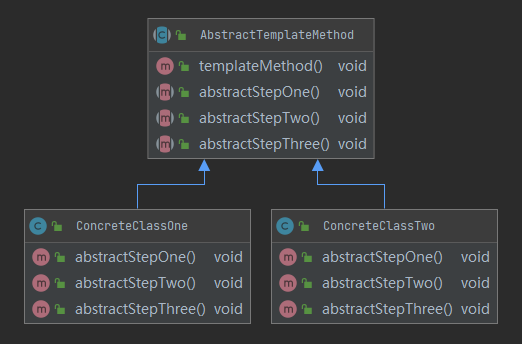 AbstractTemplateMethod
templateMethod() void
abstractStepOne() void
abstractStepTwo() void
abstractStepThree() void
ConcreteClassOne
abstractStepOne() void
abstractStepTwo() void
abstractStepThree() void
ConcreteClassTwo
abstractStepOne() void
abstractStepTwo() void
abstractStepThree() void